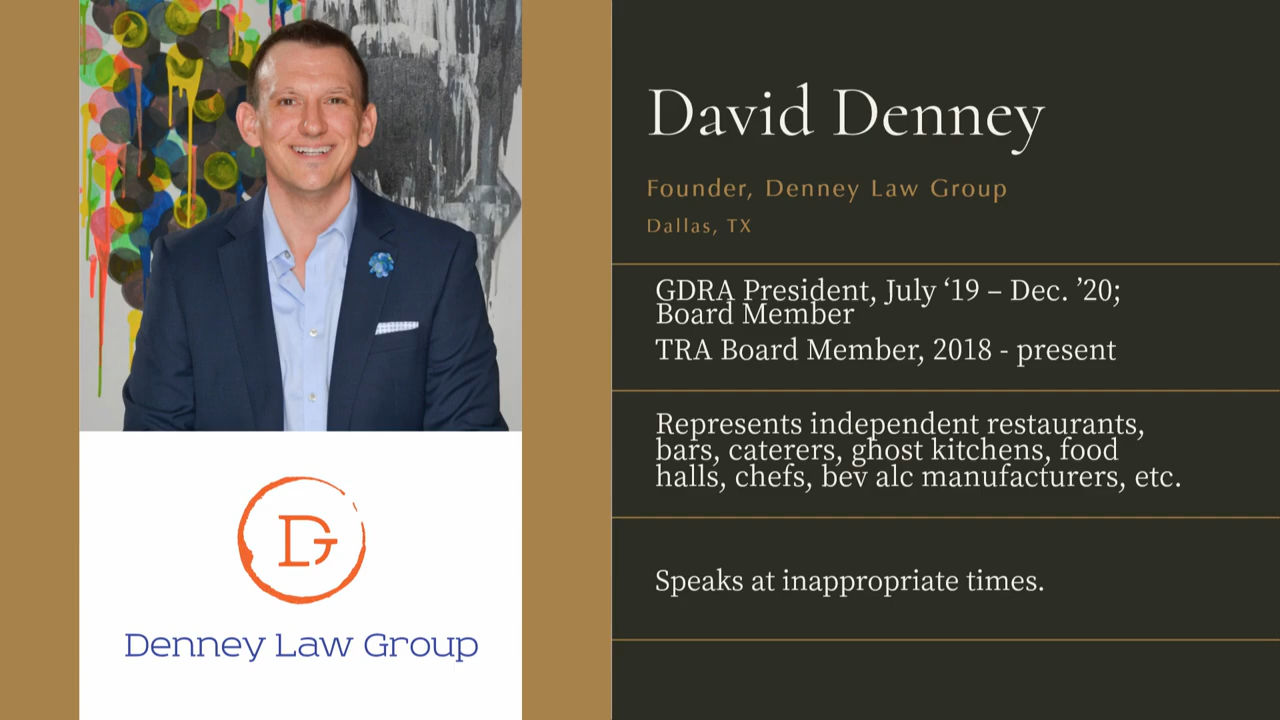 David Denney
Founder, Denney Law Group
Dallas, TX
GDRA President, July ‘19 – Dec. ’20;
Board Member
TRA Board Member, 2018 - present
Represents independent restaurants,
bars, caterers, ghost kitchens, food
halls, chefs, bev alc manufacturers, etc.
Speaks at inappropriate times.
DG
Denney Law Group